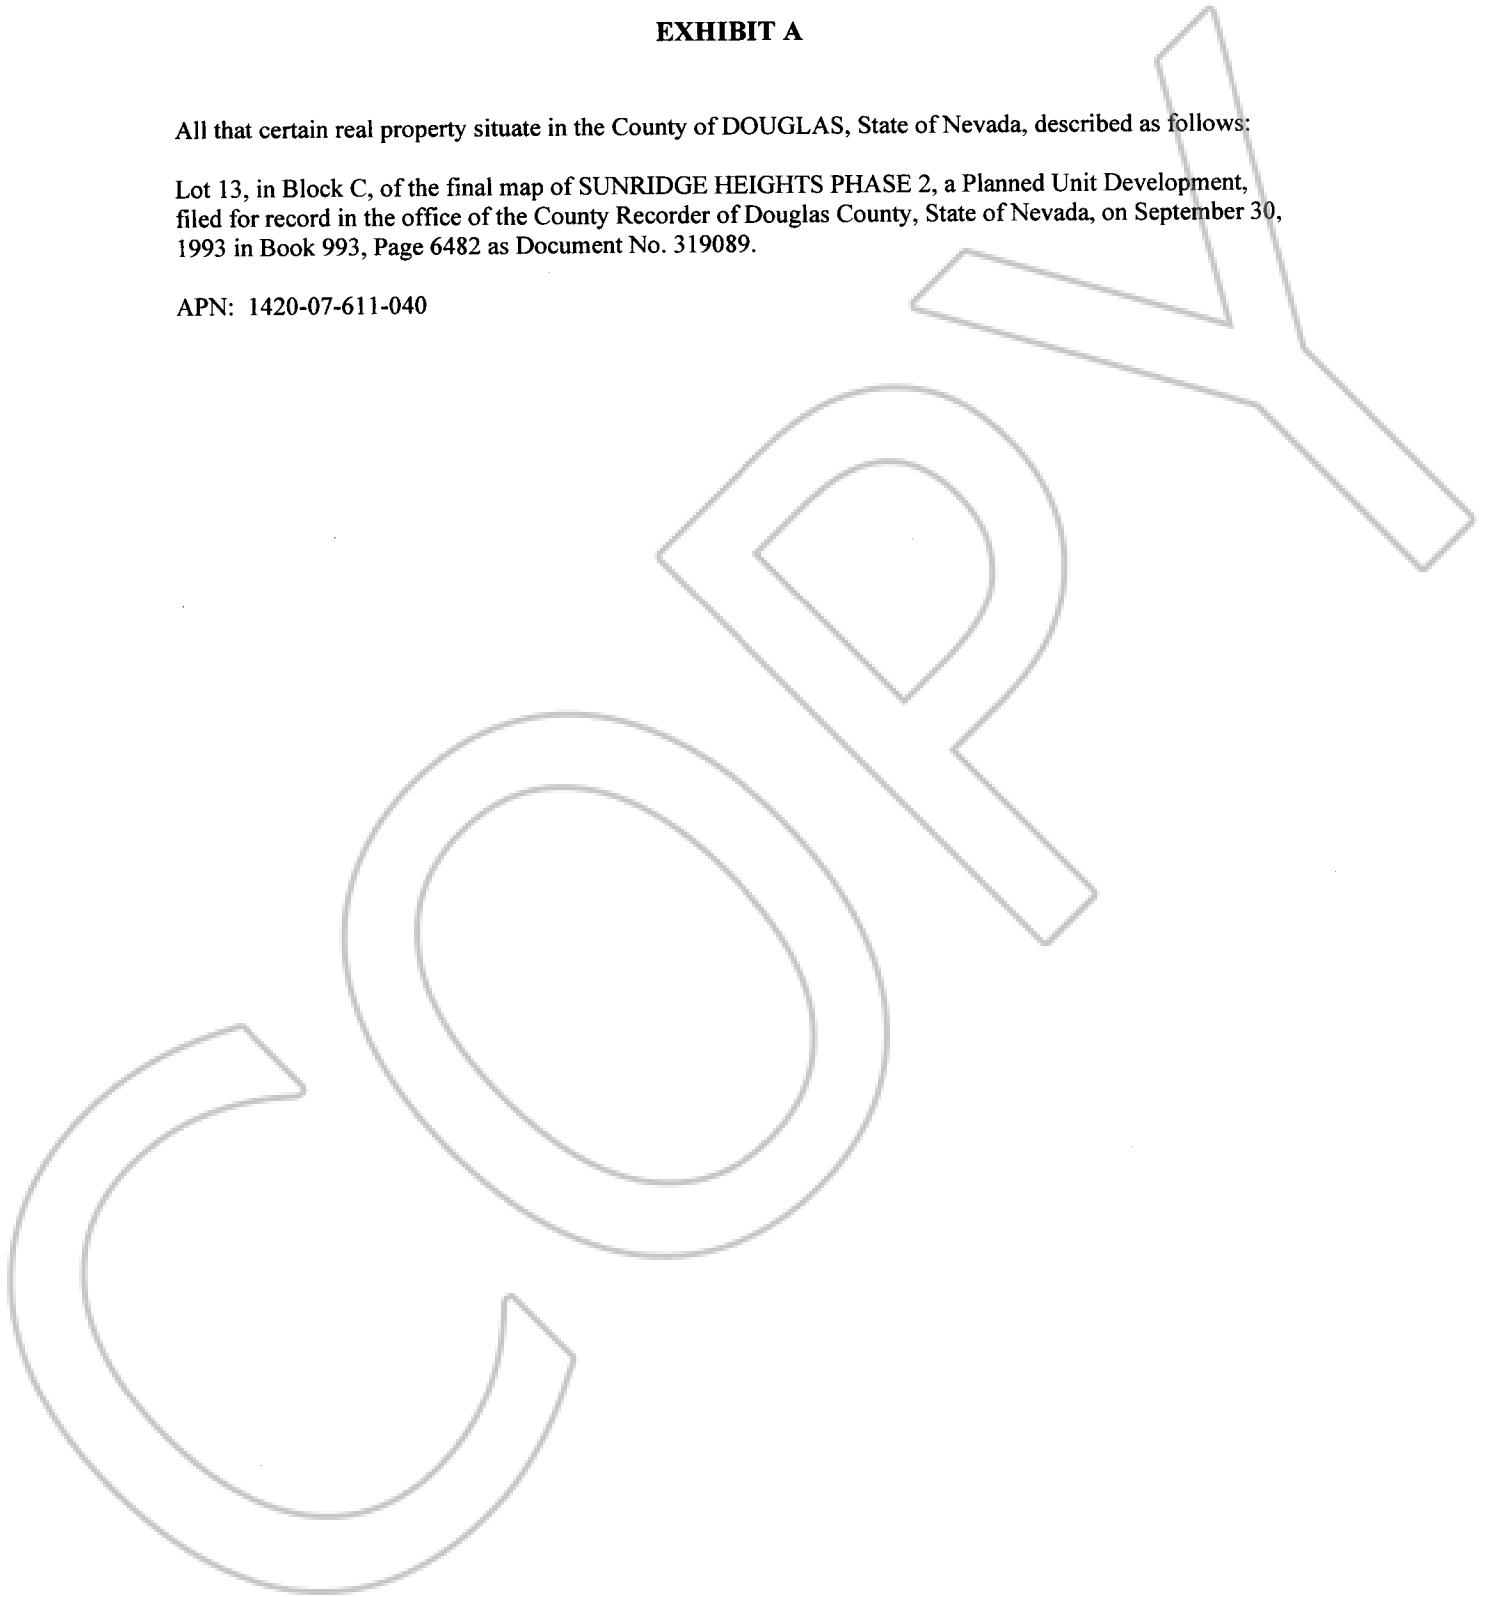 EXHIBIT A
All that certain real property situate in the County of DOUGLAS, State of Nevada, described as follows:
Lot 13, in Block C, of the final map of SUNRIDGE HEIGHTS PHASE 2, a Planned Unit Development,
filed for record in the office of the County Recorder of Douglas County, State of Nevada, on September 30,
1993 in Book 993, Page 6482 as Document No. 319089.
APN: 1420-07-611-040
COPY